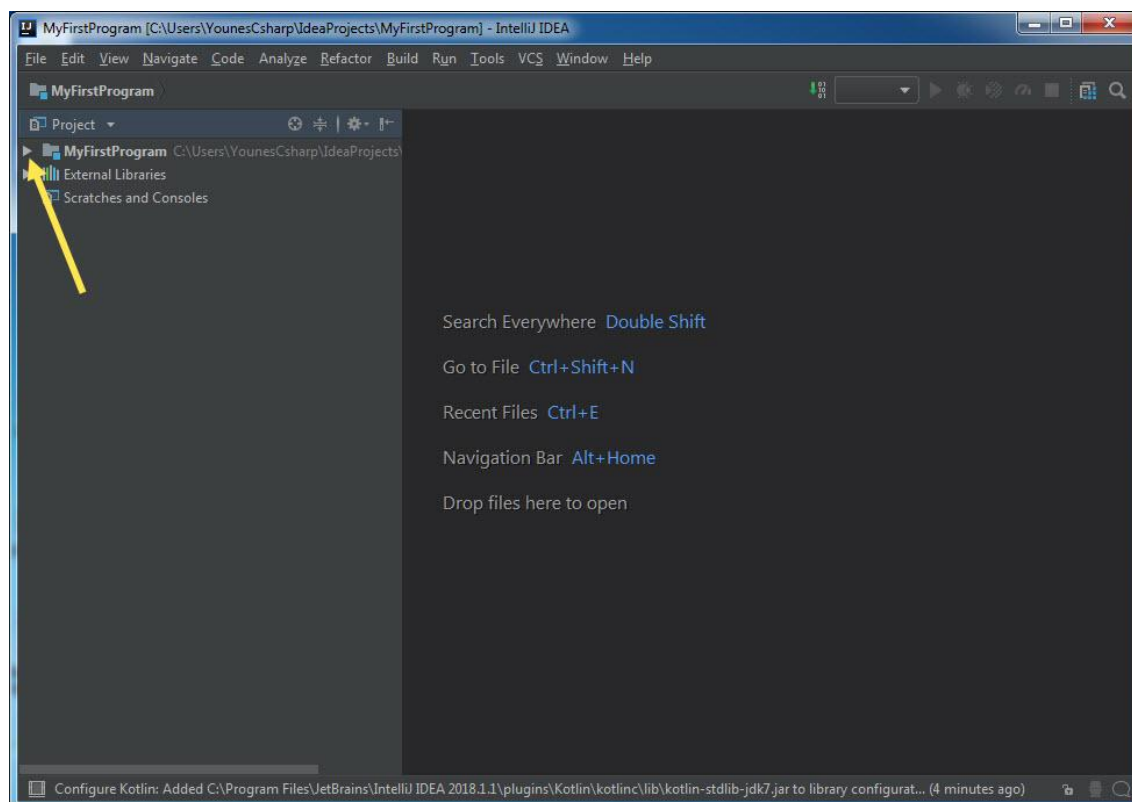 MyFirstProgram [C:\Users\YounesCsharp\IdeaProjects\MyFirstProgram] - IntelliJ IDEA
File Edit View Navigate Code Analyze Refactor Build Run Tools VCS Window Help
MyFirstProgram
Project
MyFirstProgram C:\Users\YounesCsharp\IdeaProjects\
External Libraries
Scratches and Consoles
Search Everywhere Double Shift
Go to File Ctrl+Shift+N
Recent Files Ctrl+E
Navigation Bar Alt+Home
Drop files here to open
Configure Kotlin: Added C:\Program Files\JetBrains\IntelliJ IDEA 2018.1.1\plugins\Kotlin\kotlinc\lib\kotlin-stdlib-jdk7.jar to library configurat... (4 minutes ago)